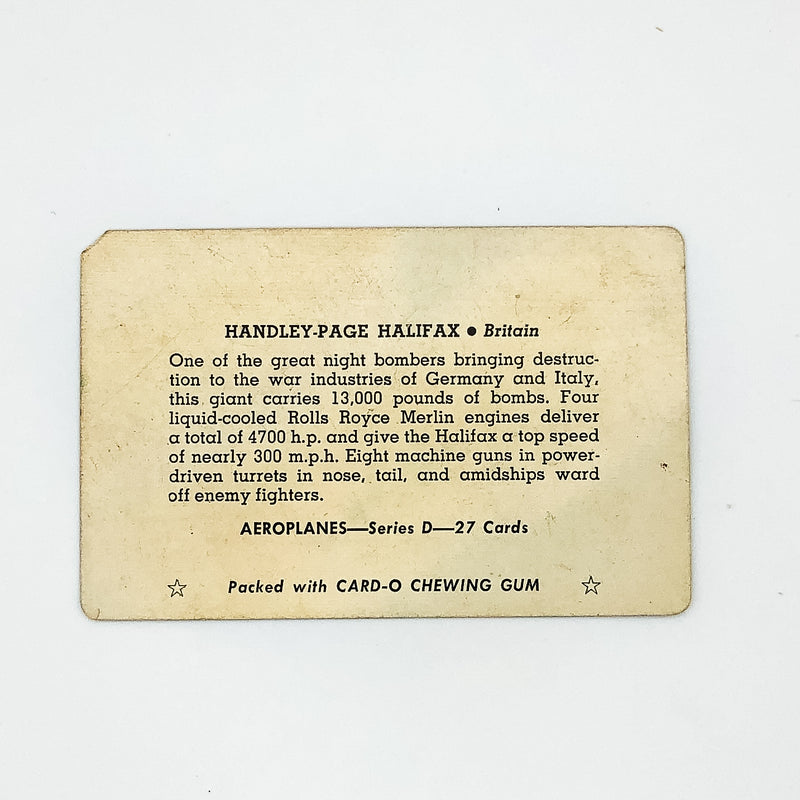 HANDLEY-PAGE HALIFAX ● Britain
One of the great night bombers bringing destruc-
tion to the war industries of Germany and Italy,
this giant carries 13,000 pounds of bombs. Four
liquid-cooled Rolls Royce Merlin engines deliver
a total of 4700 h.p. and give the Halifax a top speed
of nearly 300 m.p.h. Eight machine guns in power-
driven turrets in nose, tail, and amidships ward
off enemy fighters.
AEROPLANES—Series D—27 Cards
☆ Packed with CARD-O CHEWING GUM ☆